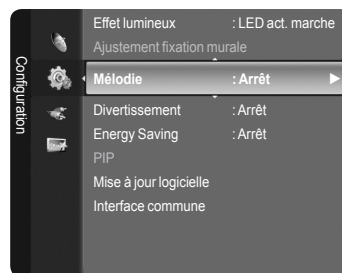 Configuration
Effet lumineux : LED act. marche
Ajustement fixation murale
Mélodie : Arrêt
Divertissement : Arrêt
Energy Saving : Arrêt
PIP
Mise à jour logicielle
Interface commune